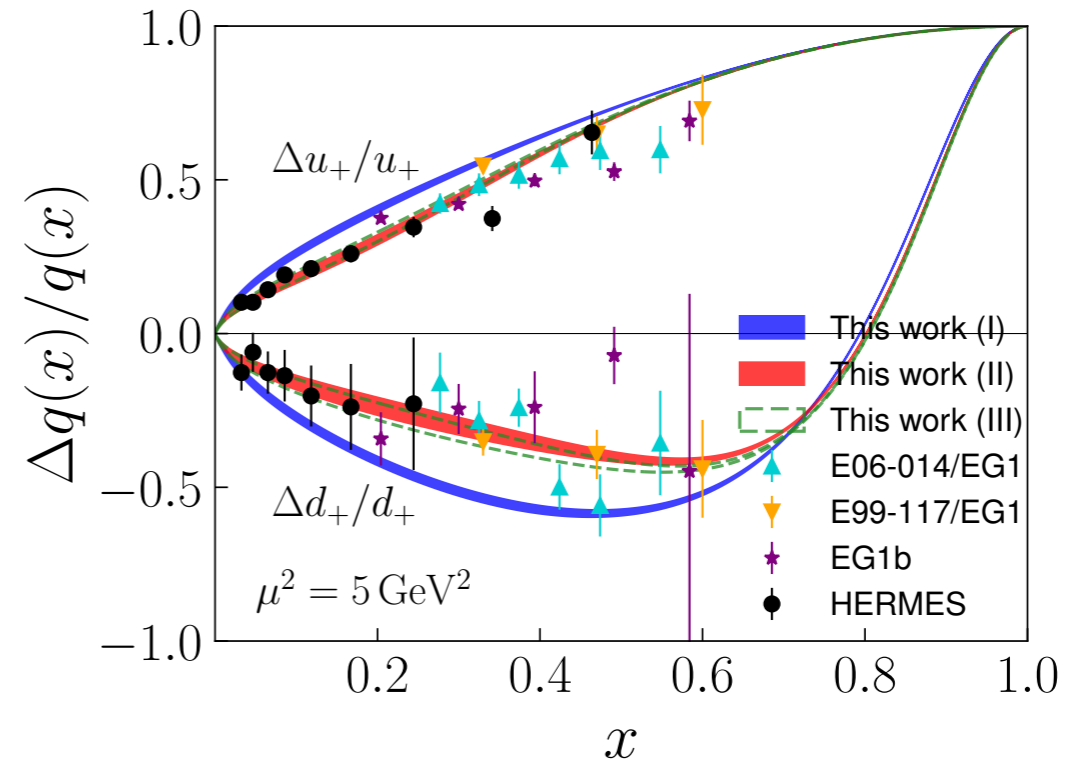 1.0
0.5
0.0
−0.5
−1.0
Δq(x)/q(x)
Δu₊/u₊
Δd₊/d₊
μ² = 5 GeV²
This work (I)
This work (II)
This work (III)
E06-014/EG1
E99-117/EG1
EG1b
HERMES
0.2 0.4 0.6 0.8 1.0
x